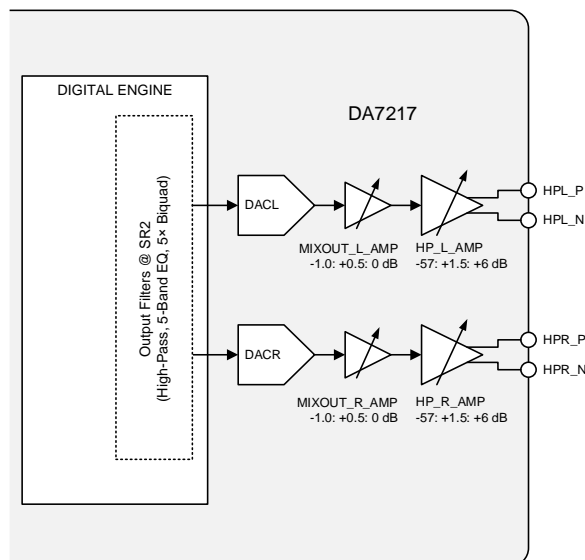 DIGITAL ENGINE
DA7217
Output Filters @ SR2
(High-Pass, 5-Band EQ, 5× Biquad)
DACL
HPL_P
HPL_N
MIXOUT_L_AMP
-1.0: +0.5: 0 dB
HP_L_AMP
-57: +1.5: +6 dB
DACR
HPR_P
HPR_N
MIXOUT_R_AMP
-1.0: +0.5: 0 dB
HP_R_AMP
-57: +1.5: +6 dB